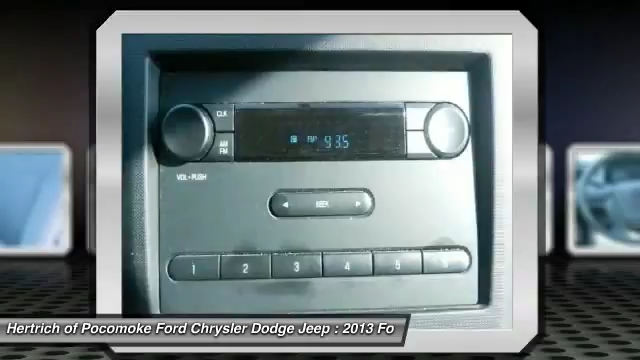 CLK
AM
FM
93.5
VOL•PUSH
SEEK
1 2 3 4 5 6
Hertrich of Pocomoke Ford Chrysler Dodge Jeep : 2013 Fo